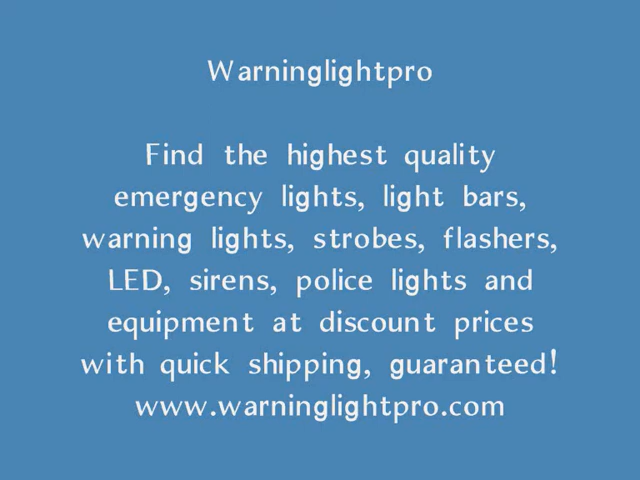 Warninglightpro
Find the highest quality
emergency lights, light bars,
warning lights, strobes, flashers,
LED, sirens, police lights and
equipment at discount prices
with quick shipping, guaranteed!
www.warninglightpro.com